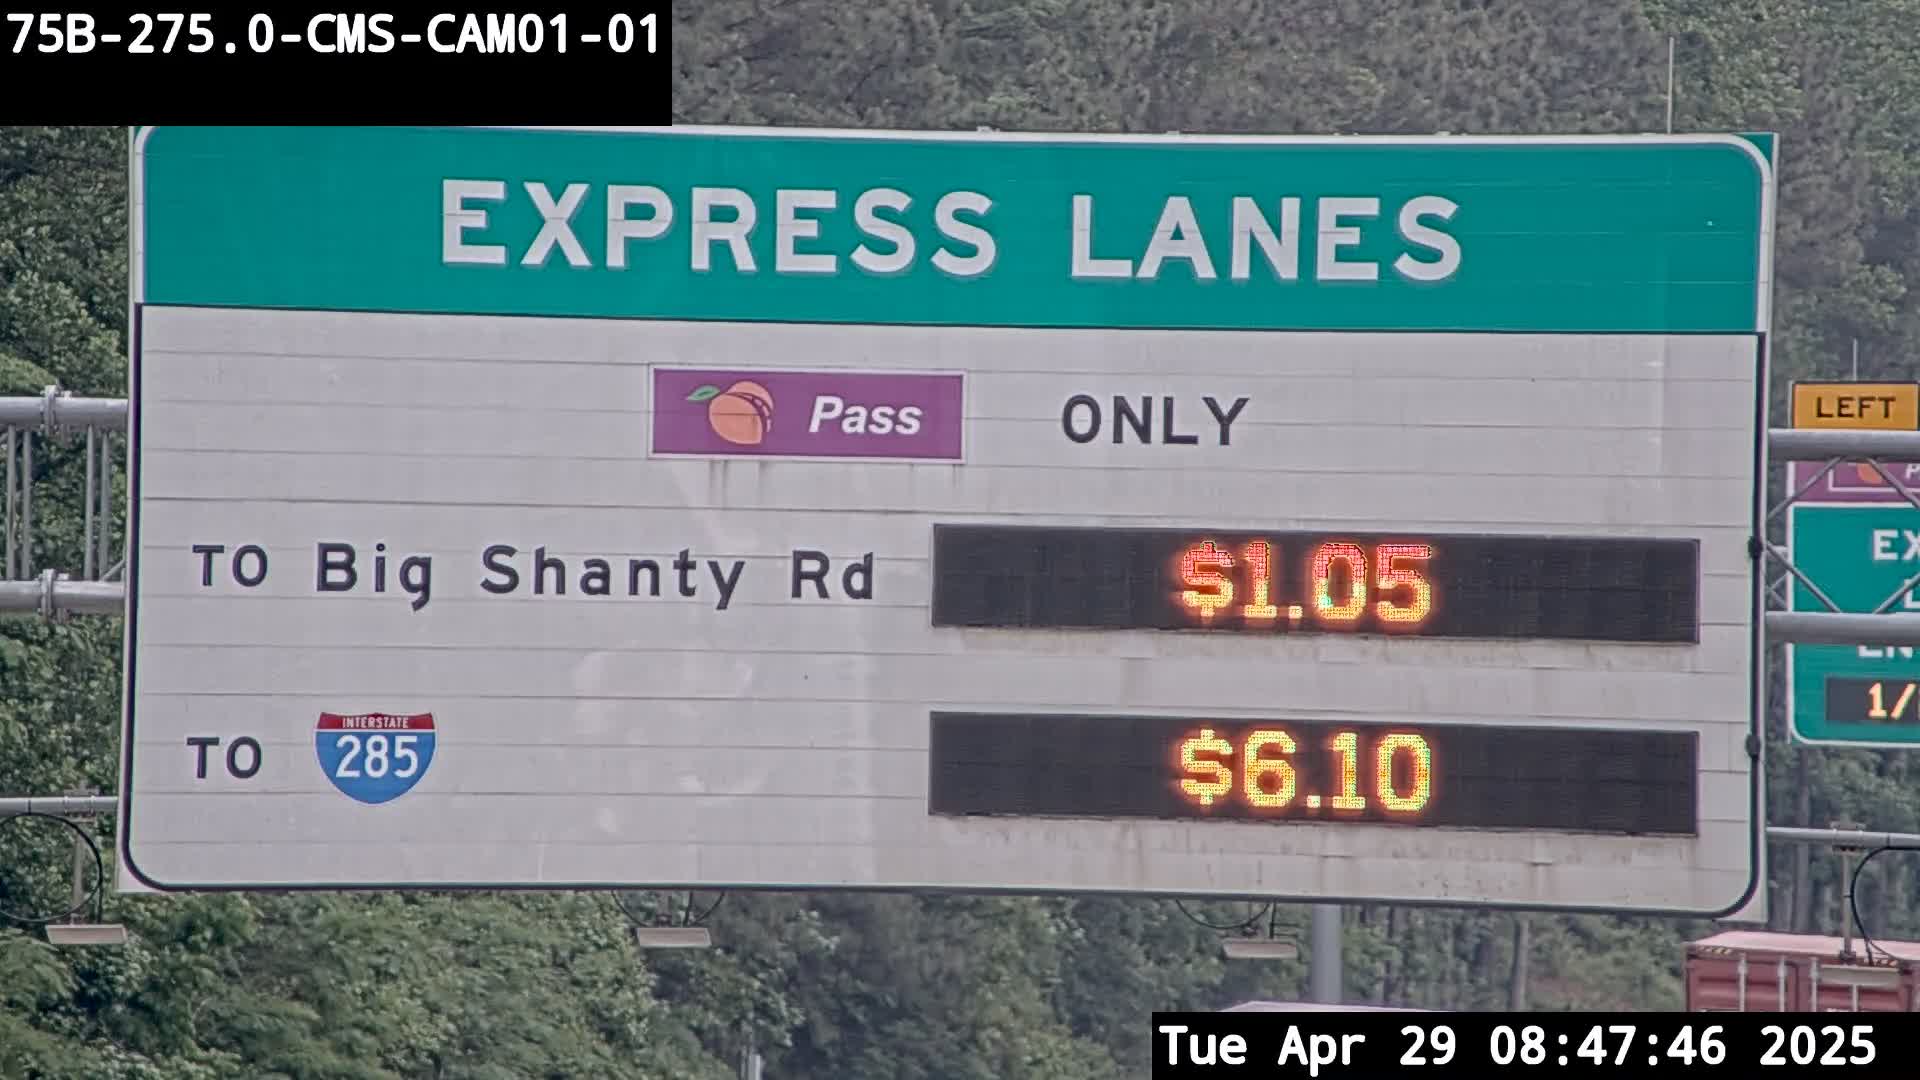 75B-275.0-CMS-CAM01-01
EXPRESS LANES
Pass ONLY
LEFT
TO Big Shanty Rd $1.05
TO INTERSTATE 285 $6.10
1/
Tue Apr 29 08:47:46 2025